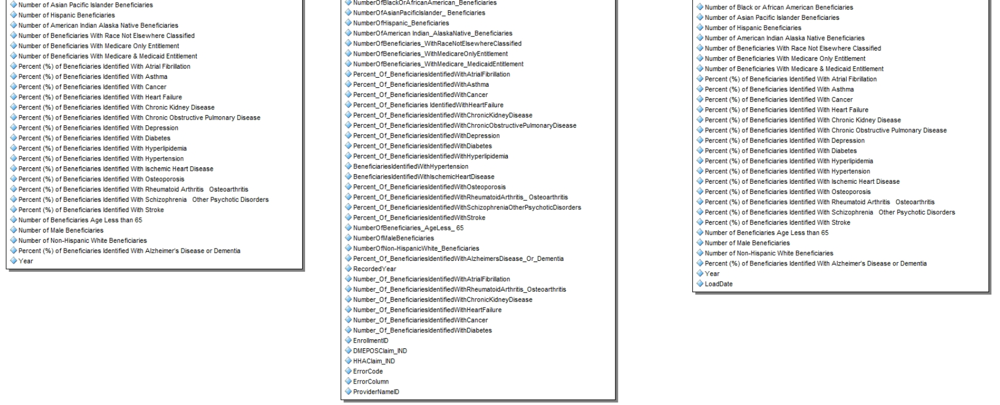 Number of Asian Pacific Islander Beneficiaries
Number of Hispanic Beneficiaries
Number of American Indian Alaska Native Beneficiaries
Number of Beneficiaries With Race Not Elsewhere Classified
Number of Beneficiaries With Medicare Only Entitlement
Number of Beneficiaries With Medicare & Medicaid Entitlement
Percent (%) of Beneficiaries Identified With Atrial Fibrillation
Percent (%) of Beneficiaries Identified With Asthma
Percent (%) of Beneficiaries Identified With Cancer
Percent (%) of Beneficiaries Identified With Heart Failure
Percent (%) of Beneficiaries Identified With Chronic Kidney Disease
Percent (%) of Beneficiaries Identified With Chronic Obstructive Pulmonary Disease
Percent (%) of Beneficiaries Identified With Depression
Percent (%) of Beneficiaries Identified With Diabetes
Percent (%) of Beneficiaries Identified With Hyperlipidemia
Percent (%) of Beneficiaries Identified With Hypertension
Percent (%) of Beneficiaries Identified With Ischemic Heart Disease
Percent (%) of Beneficiaries Identified With Osteoporosis
Percent (%) of Beneficiaries Identified With Rheumatoid Arthritis   Osteoarthritis
Percent (%) of Beneficiaries Identified With Schizophrenia   Other Psychotic Disorders
Percent (%) of Beneficiaries Identified With Stroke
Number of Beneficiaries Age Less than 65
Number of Male Beneficiaries
Number of Non-Hispanic White Beneficiaries
Percent (%) of Beneficiaries Identified With Alzheimer's Disease or Dementia
Year
NumberOfBlackOrAfricanAmerican_Beneficiaries
NumberOfAsianPacificIslander_ Beneficiaries
NumberOfHispanic_Beneficiaries
NumberOfAmerican Indian_AlaskaNative_Beneficiaries
NumberOfBeneficiaries_WithRaceNotElsewhereClassified
NumberOfBeneficiaries_WithMedicareOnlyEntitlement
NumberOfBeneficiaries_WithMedicare_MedicaidEntitlement
Percent_Of_BeneficiariesIdentifiedWithAtrialFibrillation
Percent_Of_BeneficiariesIdentifiedWithAsthma
Percent_Of_BeneficiariesIdentifiedWithCancer
Percent_Of_Beneficiaries IdentifiedWithHeartFailure
Percent_Of_BeneficiariesIdentifiedWithChronicKidneyDisease
Percent_Of_BeneficiariesIdentifiedWithChronicObstructivePulmonaryDisease
Percent_Of_BeneficiariesIdentifiedWithDepression
Percent_Of_BeneficiariesIdentifiedWithDiabetes
Percent_Of_BeneficiariesIdentifiedWithHyperlipidemia
BeneficiariesIdentifiedWithHypertension
BeneficiariesIdentifiedWithIschemicHeartDisease
Percent_Of_BeneficiariesIdentifiedWithOsteoporosis
Percent_Of_BeneficiariesIdentifiedWithRheumatoidArthritis_ Osteoarthritis
Percent_Of_BeneficiariesIdentifiedWithSchizophreniaOtherPsychoticDisorders
Percent_Of_BeneficiariesIdentifiedWithStroke
NumberOfBeneficiaries_AgeLess_ 65
NumberOfMaleBeneficiaries
NumberOfNon-HispanicWhite_Beneficiaries
Percent_Of_BeneficiariesIdentifiedWithAlzheimersDisease_Or_Dementia
RecordedYear
Number_Of_BeneficiariesIdentifiedWithAtrialFibrillation
Number_Of_BeneficiariesIdentifiedWithRheumatoidArthritis_Osteoarthritis
Number_Of_BeneficiariesIdentifiedWithChronicKidneyDisease
Number_Of_BeneficiariesIdentifiedWithHeartFailure
Number_Of_BeneficiariesIdentifiedWithCancer
Number_Of_BeneficiariesIdentifiedWithDiabetes
EnrollmentID
DMEPOSClaim_IND
HHAClaim_IND
ErrorCode
ErrorColumn
ProviderNameID
Number of Black or African American Beneficiaries
Number of Asian Pacific Islander Beneficiaries
Number of Hispanic Beneficiaries
Number of American Indian Alaska Native Beneficiaries
Number of Beneficiaries With Race Not Elsewhere Classified
Number of Beneficiaries With Medicare Only Entitlement
Number of Beneficiaries With Medicare & Medicaid Entitlement
Percent (%) of Beneficiaries Identified With Atrial Fibrillation
Percent (%) of Beneficiaries Identified With Asthma
Percent (%) of Beneficiaries Identified With Cancer
Percent (%) of Beneficiaries Identified With Heart Failure
Percent (%) of Beneficiaries Identified With Chronic Kidney Disease
Percent (%) of Beneficiaries Identified With Chronic Obstructive Pulmonary Disease
Percent (%) of Beneficiaries Identified With Depression
Percent (%) of Beneficiaries Identified With Diabetes
Percent (%) of Beneficiaries Identified With Hyperlipidemia
Percent (%) of Beneficiaries Identified With Hypertension
Percent (%) of Beneficiaries Identified With Ischemic Heart Disease
Percent (%) of Beneficiaries Identified With Osteoporosis
Percent (%) of Beneficiaries Identified With Rheumatoid Arthritis   Osteoarthritis
Percent (%) of Beneficiaries Identified With Schizophrenia   Other Psychotic Disorders
Percent (%) of Beneficiaries Identified With Stroke
Number of Beneficiaries Age Less than 65
Number of Male Beneficiaries
Number of Non-Hispanic White Beneficiaries
Percent (%) of Beneficiaries Identified With Alzheimer's Disease or Dementia
Year
LoadDate